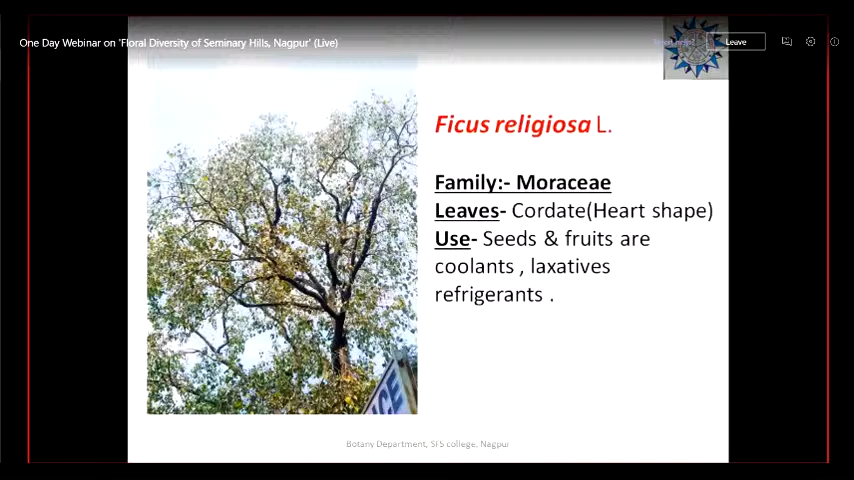 One Day Webinar on 'Floral Diversity of Seminary Hills, Nagpur' (Live)
Leave
Ficus religiosa L.
Family:- Moraceae
Leaves- Cordate(Heart shape)
Use- Seeds & fruits are
coolants , laxatives
refrigerants .
ICE
Botany Department, SFS college, Nagpur